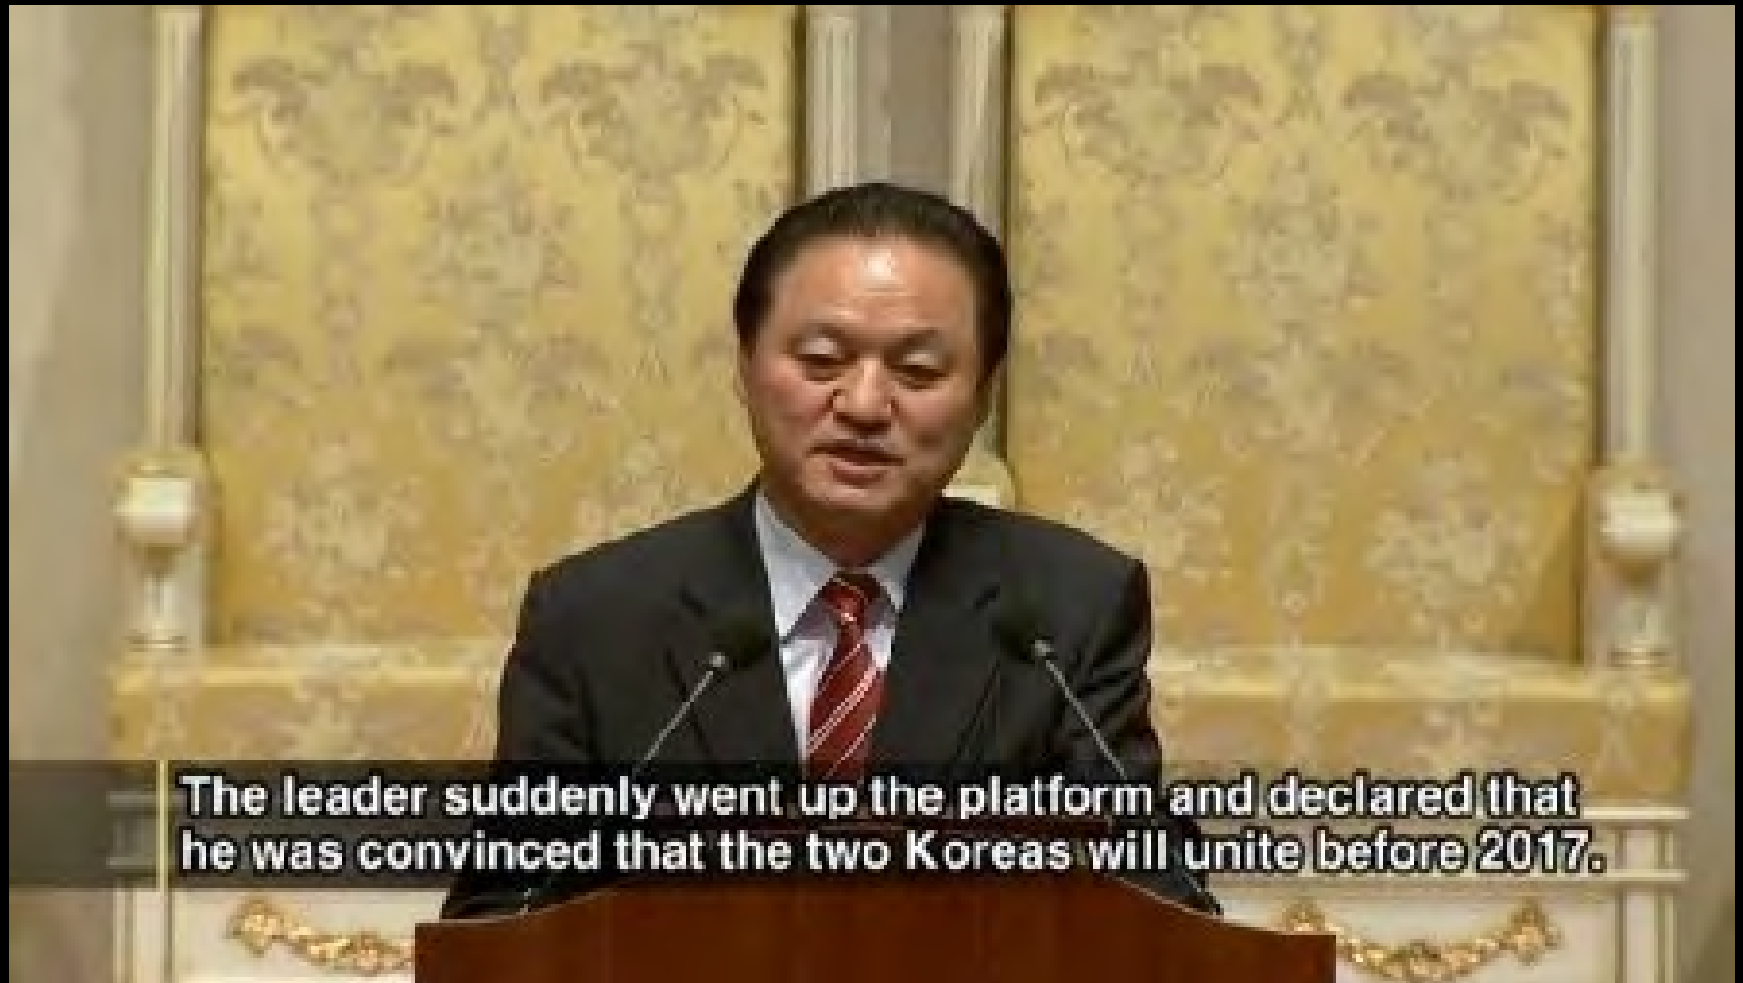 The leader suddenly went up the platform and declared that
he was convinced that the two Koreas will unite before 2017.